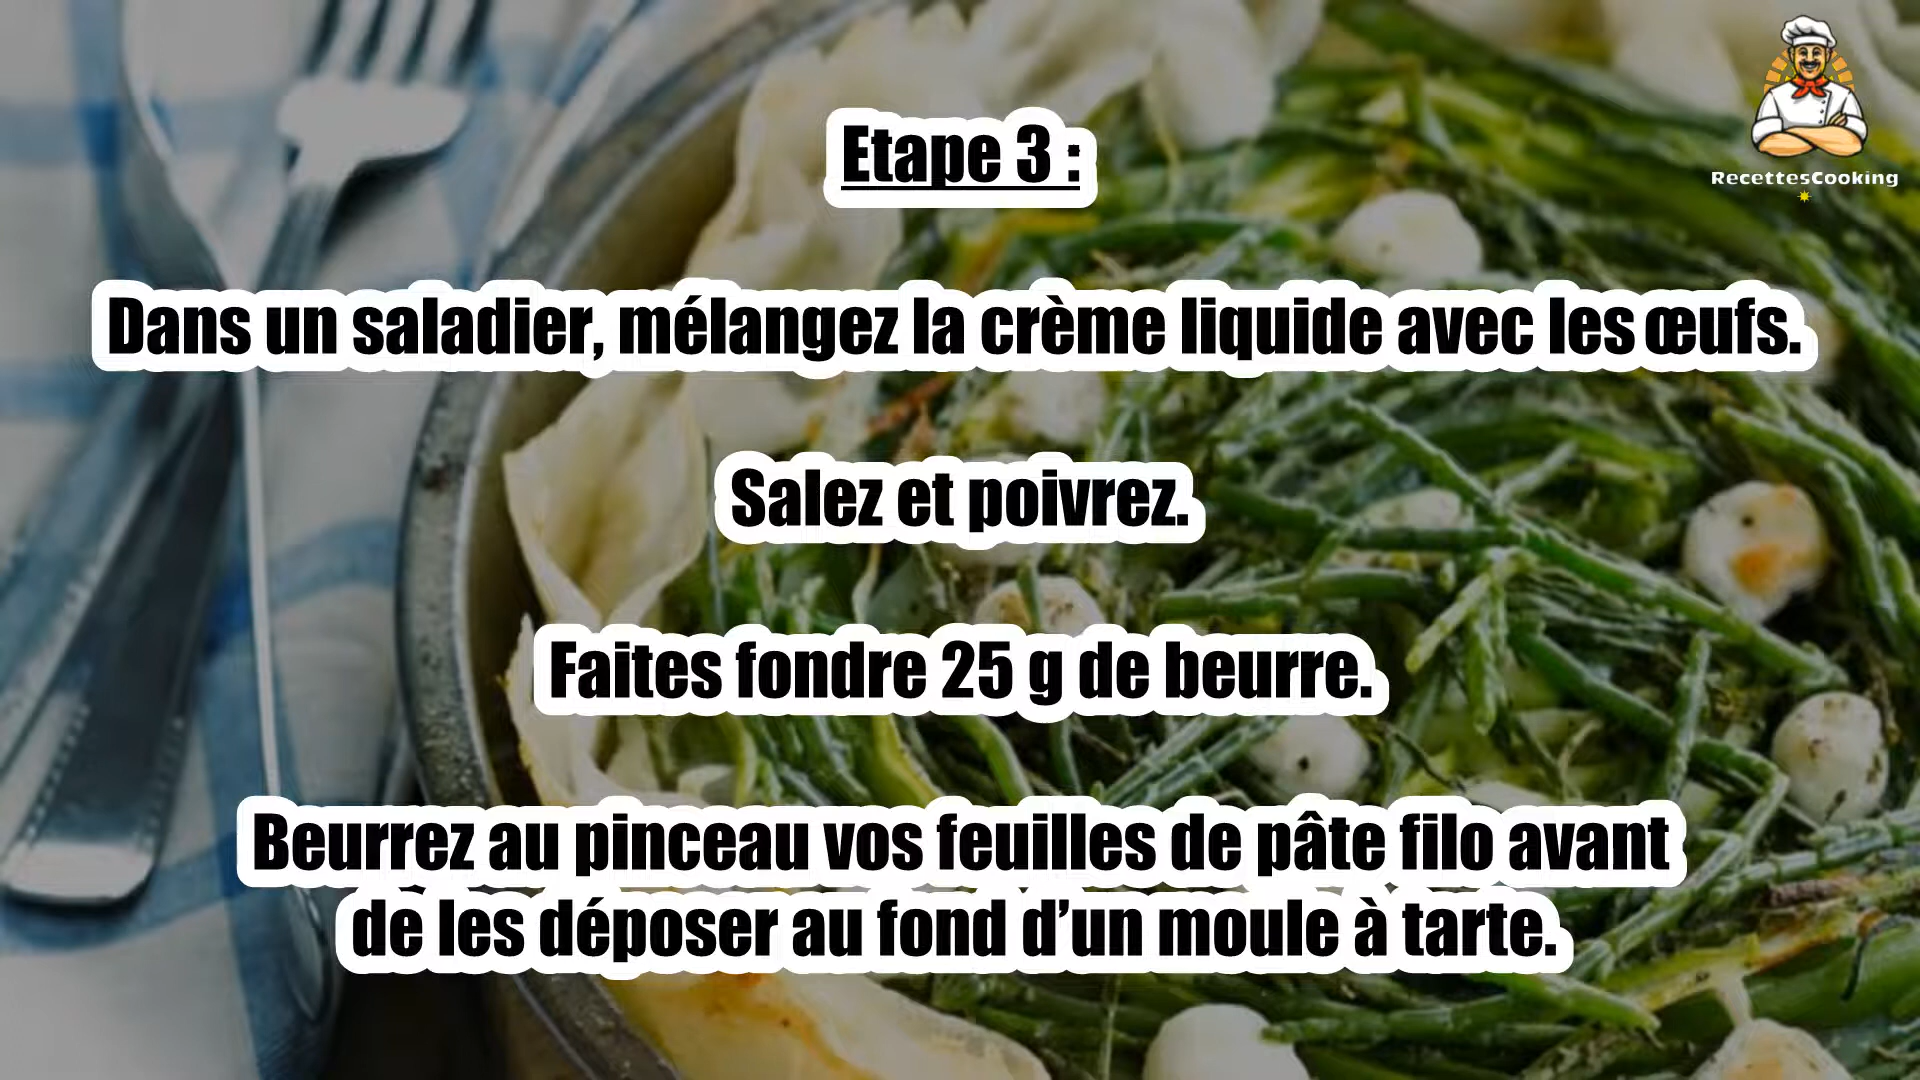 RecettesCooking
Etape 3 :
Dans un saladier, mélangez la crème liquide avec les œufs.
Salez et poivrez.
Faites fondre 25 g de beurre.
Beurrez au pinceau vos feuilles de pâte filo avant
de les déposer au fond d’un moule à tarte.